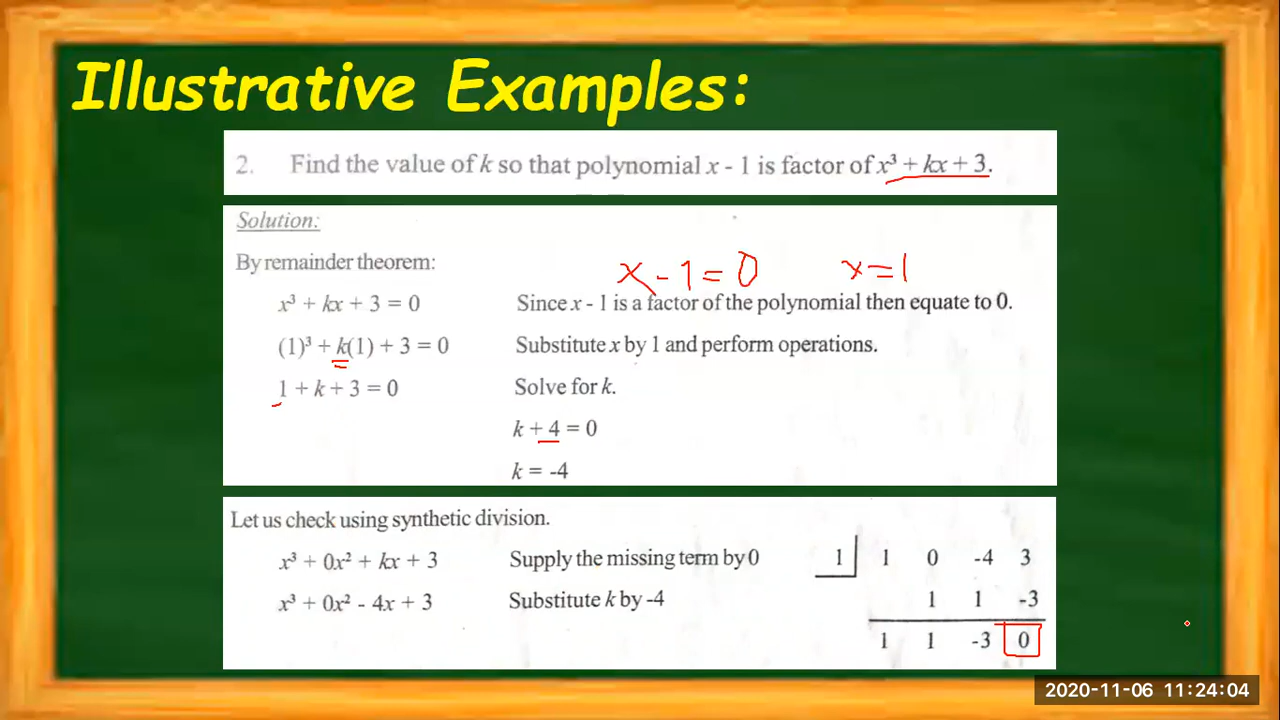 Illustrative Examples:
2. Find the value of k so that polynomial x - 1 is factor of x³ + kx + 3.
Solution:
By remainder theorem:
x - 1 = 0 x = 1
x³ + kx + 3 = 0 Since x - 1 is a factor of the polynomial then equate to 0.
(1)³ + k(1) + 3 = 0 Substitute x by 1 and perform operations.
1 + k + 3 = 0 Solve for k.
k + 4 = 0
k = -4
Let us check using synthetic division.
x³ + 0x² + kx + 3 Supply the missing term by 0 1 1 0 -4 3
x³ + 0x² - 4x + 3 Substitute k by -4 1 1 -3
1 1 -3 0
2020-11-06 11:24:04